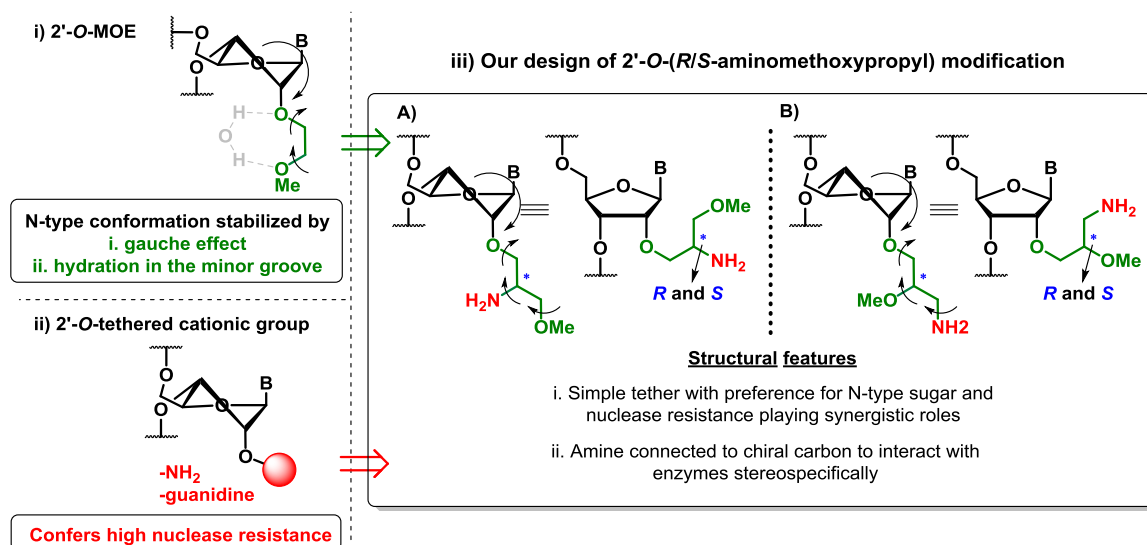 i) 2'-O-MOE
O
B
O
O
H
O
O
H
O
Me
N-type conformation stabilized by
i. gauche effect
ii. hydration in the minor groove
ii) 2'-O-tethered cationic group
O
B
O
O
O
-NH2
-guanidine
Confers high nuclease resistance
iii) Our design of 2'-O-(R/S-aminomethoxypropyl) modification
A)
O
B
O
O
O
*
H2N
OMe
O
B
O
OMe
O
O
*
NH2
R and S
B)
O
B
O
O
O
*
MeO
NH2
O
B
O
NH2
O
O
*
OMe
R and S
Structural features
i. Simple tether with preference for N-type sugar and
nuclease resistance playing synergistic roles
ii. Amine connected to chiral carbon to interact with
enzymes stereospecifically